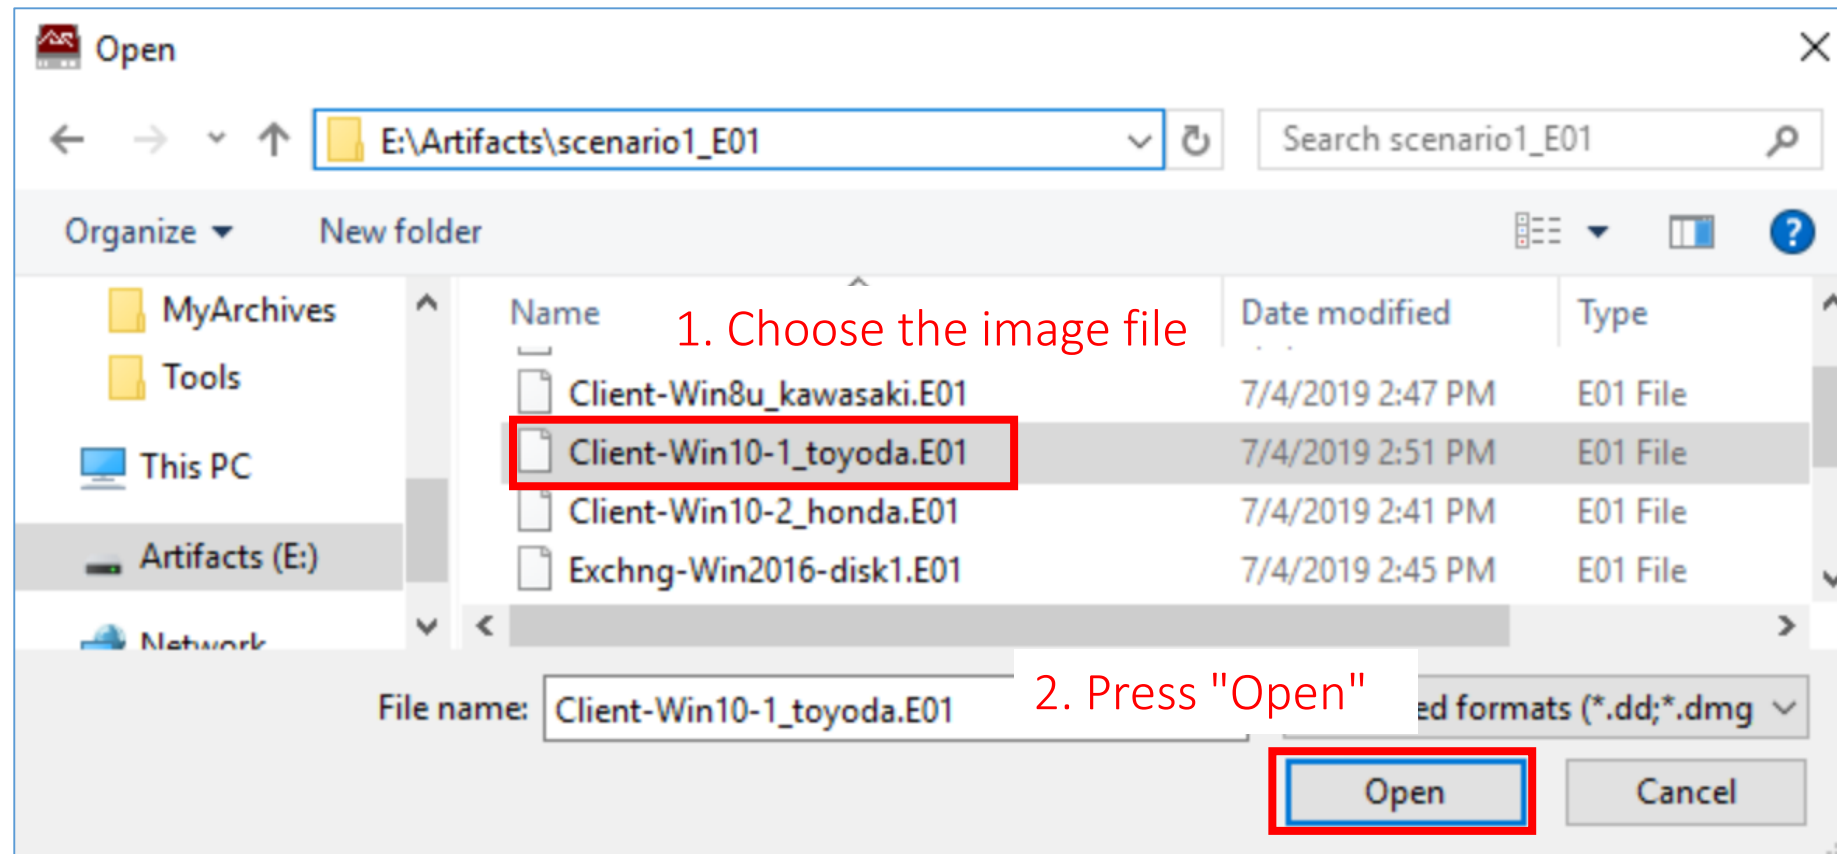 Open
E:\Artifacts\scenario1_E01
Search scenario1_E01
Organize
New folder
MyArchives
Tools
This PC
Artifacts (E:)
Network
Name
Date modified
Type
1. Choose the image file
Client-Win8u_kawasaki.E01 7/4/2019 2:47 PM E01 File
Client-Win10-1_toyoda.E01 7/4/2019 2:51 PM E01 File
Client-Win10-2_honda.E01 7/4/2019 2:41 PM E01 File
Exchng-Win2016-disk1.E01 7/4/2019 2:45 PM E01 File
File name: Client-Win10-1_toyoda.E01
2. Press "Open"
formats (*.dd;*.dmg
Open
Cancel